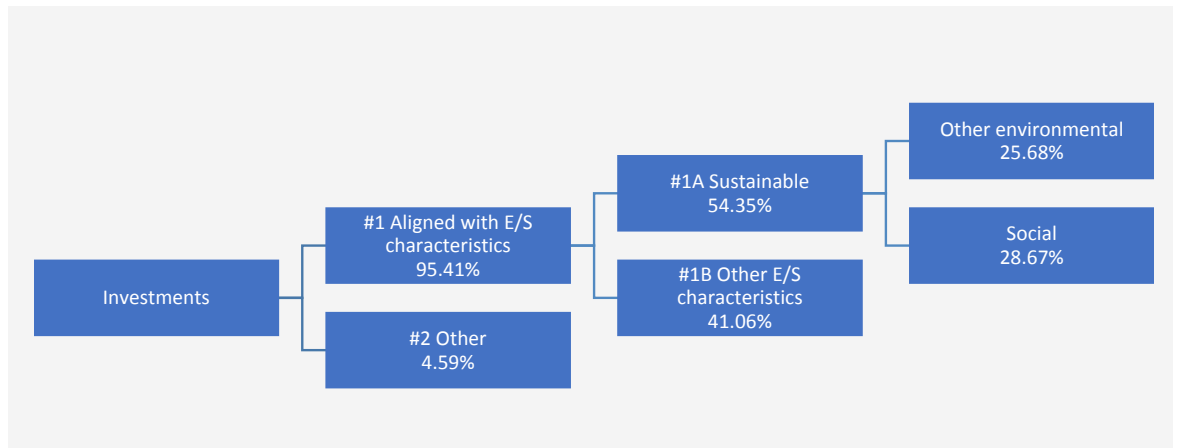 Investments
#1 Aligned with E/S
characteristics
95.41%
#2 Other
4.59%
#1A Sustainable
54.35%
#1B Other E/S
characteristics
41.06%
Other environmental
25.68%
Social
28.67%